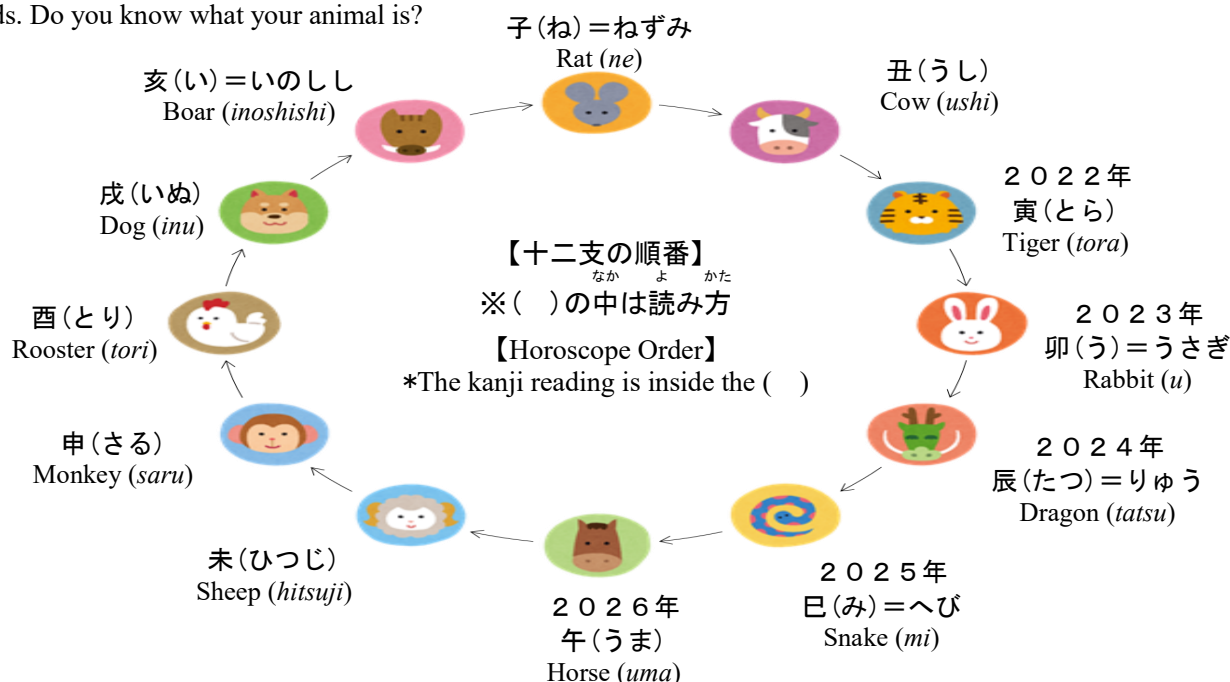 ds. Do you know what your animal is?
子(ね)＝ねずみ
Rat (ne)
丑(うし)
Cow (ushi)
２０２２年
寅(とら)
Tiger (tora)
２０２３年
卯(う)＝うさぎ
Rabbit (u)
２０２４年
辰(たつ)＝りゅう
Dragon (tatsu)
２０２５年
巳(み)＝へび
Snake (mi)
２０２６年
午(うま)
Horse (uma)
未(ひつじ)
Sheep (hitsuji)
申(さる)
Monkey (saru)
酉(とり)
Rooster (tori)
戌(いぬ)
Dog (inu)
亥(い)＝いのしし
Boar (inoshishi)
【十二支の順番】
なか よ かた
※(　)の中は読み方
【Horoscope Order】
*The kanji reading is inside the (　)